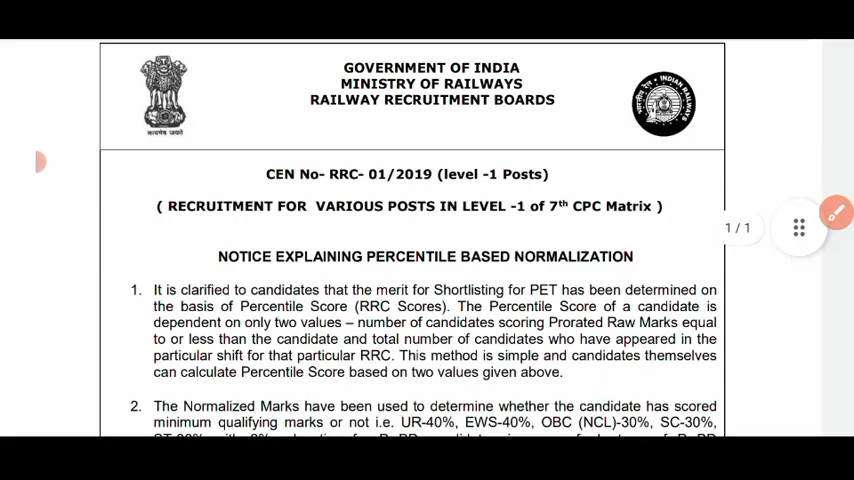 GOVERNMENT OF INDIA
MINISTRY OF RAILWAYS
RAILWAY RECRUITMENT BOARDS
सत्यमेव जयते
INDIAN RAILWAYS
भारतीय रेल
CEN No- RRC- 01/2019 (level -1 Posts)
( RECRUITMENT FOR VARIOUS POSTS IN LEVEL -1 of 7th CPC Matrix )
1 / 1
NOTICE EXPLAINING PERCENTILE BASED NORMALIZATION
1. It is clarified to candidates that the merit for Shortlisting for PET has been determined on
the basis of Percentile Score (RRC Scores). The Percentile Score of a candidate is
dependent on only two values – number of candidates scoring Prorated Raw Marks equal
to or less than the candidate and total number of candidates who have appeared in the
particular shift for that particular RRC. This method is simple and candidates themselves
can calculate Percentile Score based on two values given above.
2. The Normalized Marks have been used to determine whether the candidate has scored
minimum qualifying marks or not i.e. UR-40%, EWS-40%, OBC (NCL)-30%, SC-30%,